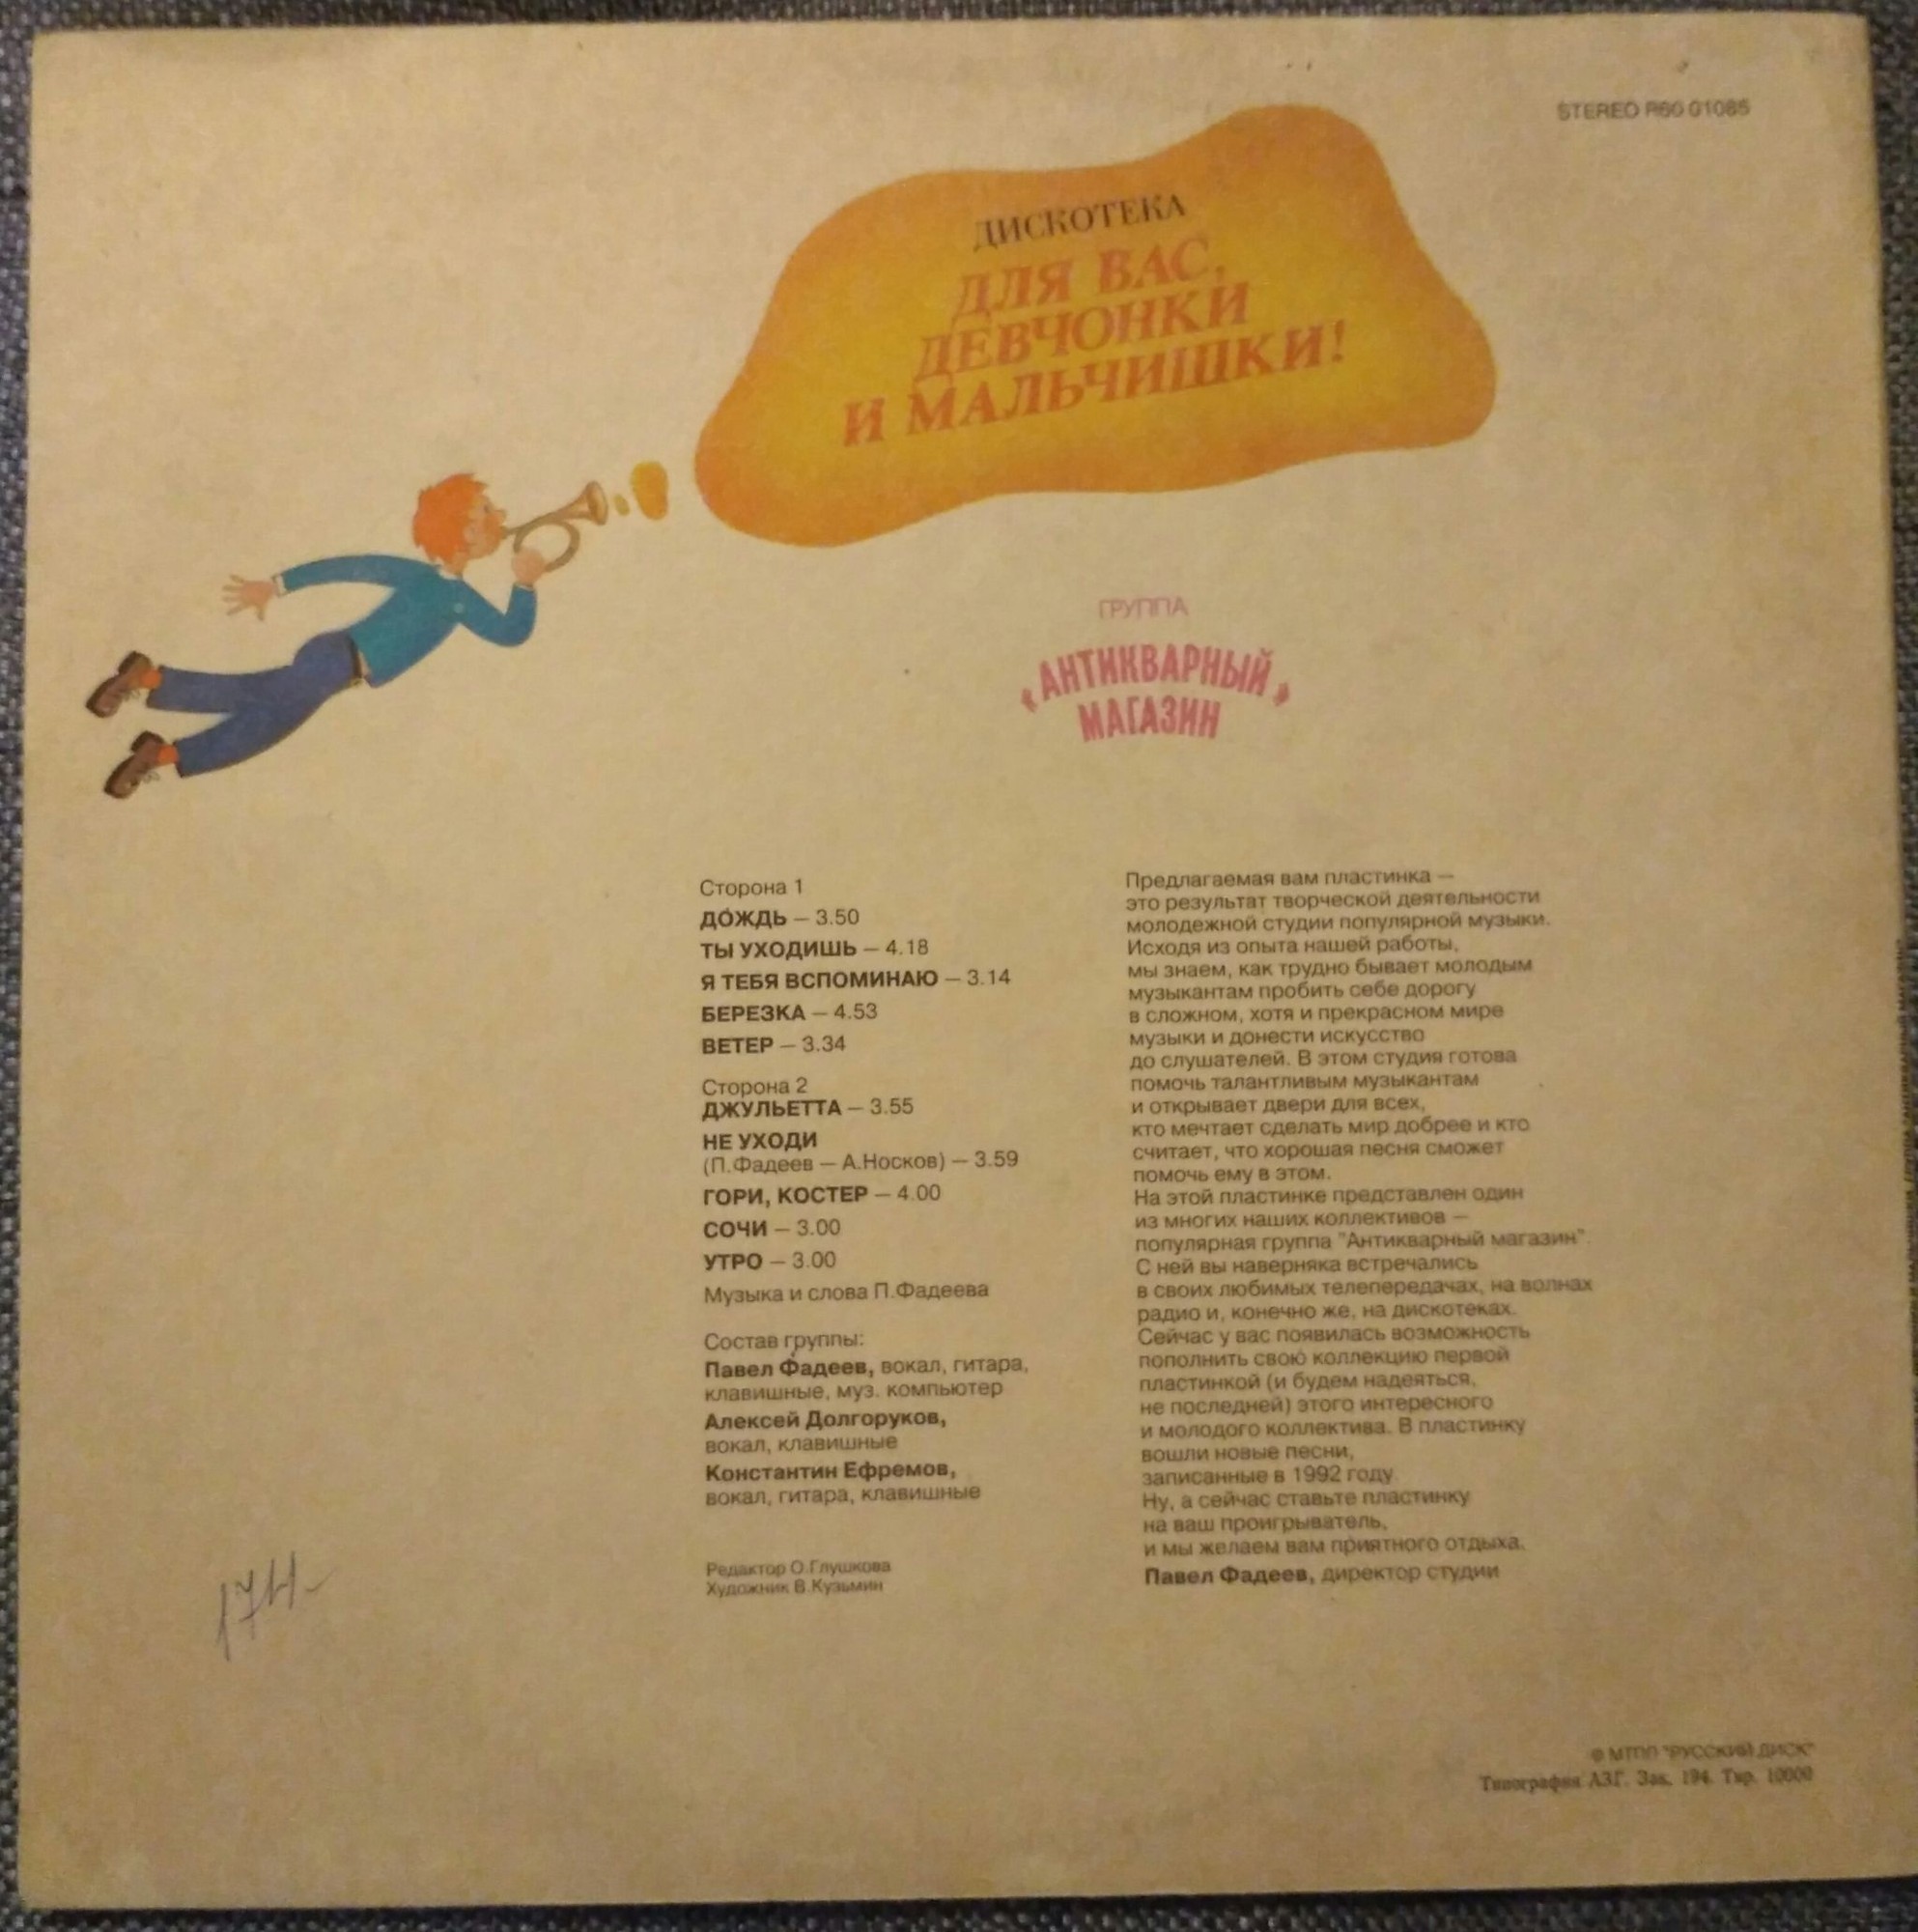 STEREO R60 01085
ДИСКОТЕКА
ДЛЯ ВАС,
ДЕВЧОНКИ
И МАЛЬЧИШКИ!
ГРУППА
«АНТИКВАРНЫЙ»
МАГАЗИН
Сторона 1
ДОЖДЬ – 3.50
ТЫ УХОДИШЬ – 4.18
Я ТЕБЯ ВСПОМИНАЮ – 3.14
БЕРЕЗКА – 4.53
ВЕТЕР – 3.34
Сторона 2
ДЖУЛЬЕТТА – 3.55
НЕ УХОДИ
(П.Фадеев – А.Носков) – 3.59
ГОРИ, КОСТЕР – 4.00
СОЧИ – 3.00
УТРО – 3.00
Музыка и слова П.Фадеева
Состав группы:
Павел Фадеев, вокал, гитара,
клавишные, муз. компьютер
Алексей Долгоруков,
вокал, клавишные
Константин Ефремов,
вокал, гитара, клавишные
Редактор О.Глушкова
Художник В.Кузьмин
Предлагаемая вам пластинка –
это результат творческой деятельности
молодежной студии популярной музыки.
Исходя из опыта нашей работы,
мы знаем, как трудно бывает молодым
музыкантам пробить себе дорогу
в сложном, хотя и прекрасном мире
музыки и донести искусство
до слушателей. В этом студия готова
помочь талантливым музыкантам
и открывает двери для всех,
кто мечтает сделать мир добрее и кто
считает, что хорошая песня сможет
помочь ему в этом.
На этой пластинке представлен один
из многих наших коллективов –
популярная группа "Антикварный магазин".
С ней вы наверняка встречались
в своих любимых телепередачах, на волнах
радио и, конечно же, на дискотеках.
Сейчас у вас появилась возможность
пополнить свою коллекцию первой
пластинкой (и будем надеяться,
не последней) этого интересного
и молодого коллектива. В пластинку
вошли новые песни,
записанные в 1992 году.
Ну, а сейчас ставьте пластинку
на ваш проигрыватель,
и мы желаем вам приятного отдыха.
Павел Фадеев, директор студии
174-
© МТПП "РУССКИЙ ДИСК"
Типография АЗГ. Зак. 194. Тир. 10000